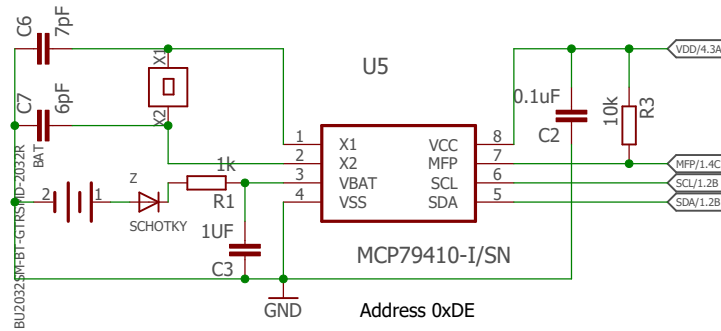 C6
7pF
X1
X2
C7
6pF
BAT
BU2032SM-BT-GTRSMD-2032R
2
1
Z
SCHOTKY
1k
R1
1UF
C3
GND
U5
1
2
3
4
X1
X2
VBAT
VSS
VCC
MFP
SCL
SDA
8
7
6
5
MCP79410-I/SN
Address 0xDE
0.1uF
C2
10k
R3
VDD/4.3A
MFP/1.4C
SCL/1.2B
SDA/1.2B